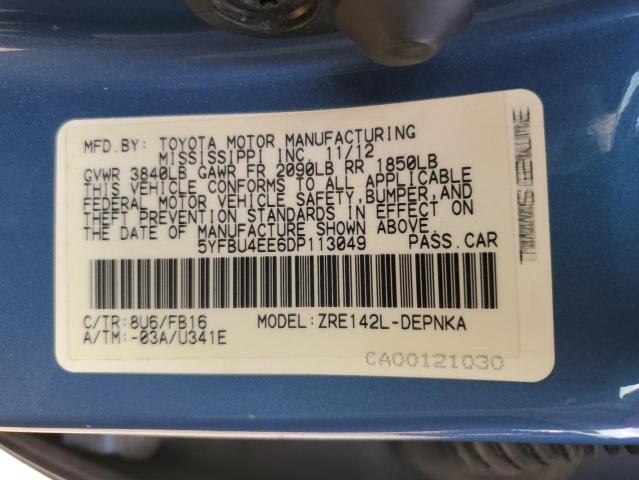 MFD.BY: TOYOTA MOTOR MANUFACTURING
MISSISSIPPI INC. 11/12
GVWR 3840LB GAWR FR 2090LB RR 1850LB
THIS VEHICLE CONFORMS TO ALL APPLICABLE
FEDERAL MOTOR VEHICLE SAFETY,BUMPER,AND
THEFT PREVENTION STANDARDS IN EFFECT ON
THE DATE OF MANUFACTURE SHOWN ABOVE.
5YFBU4EE6DP113049 PASS.CAR
C/TR:8U6/FB16 MODEL:ZRE142L-DEPNKA
A/TM:-03A/U341E
CA00121030